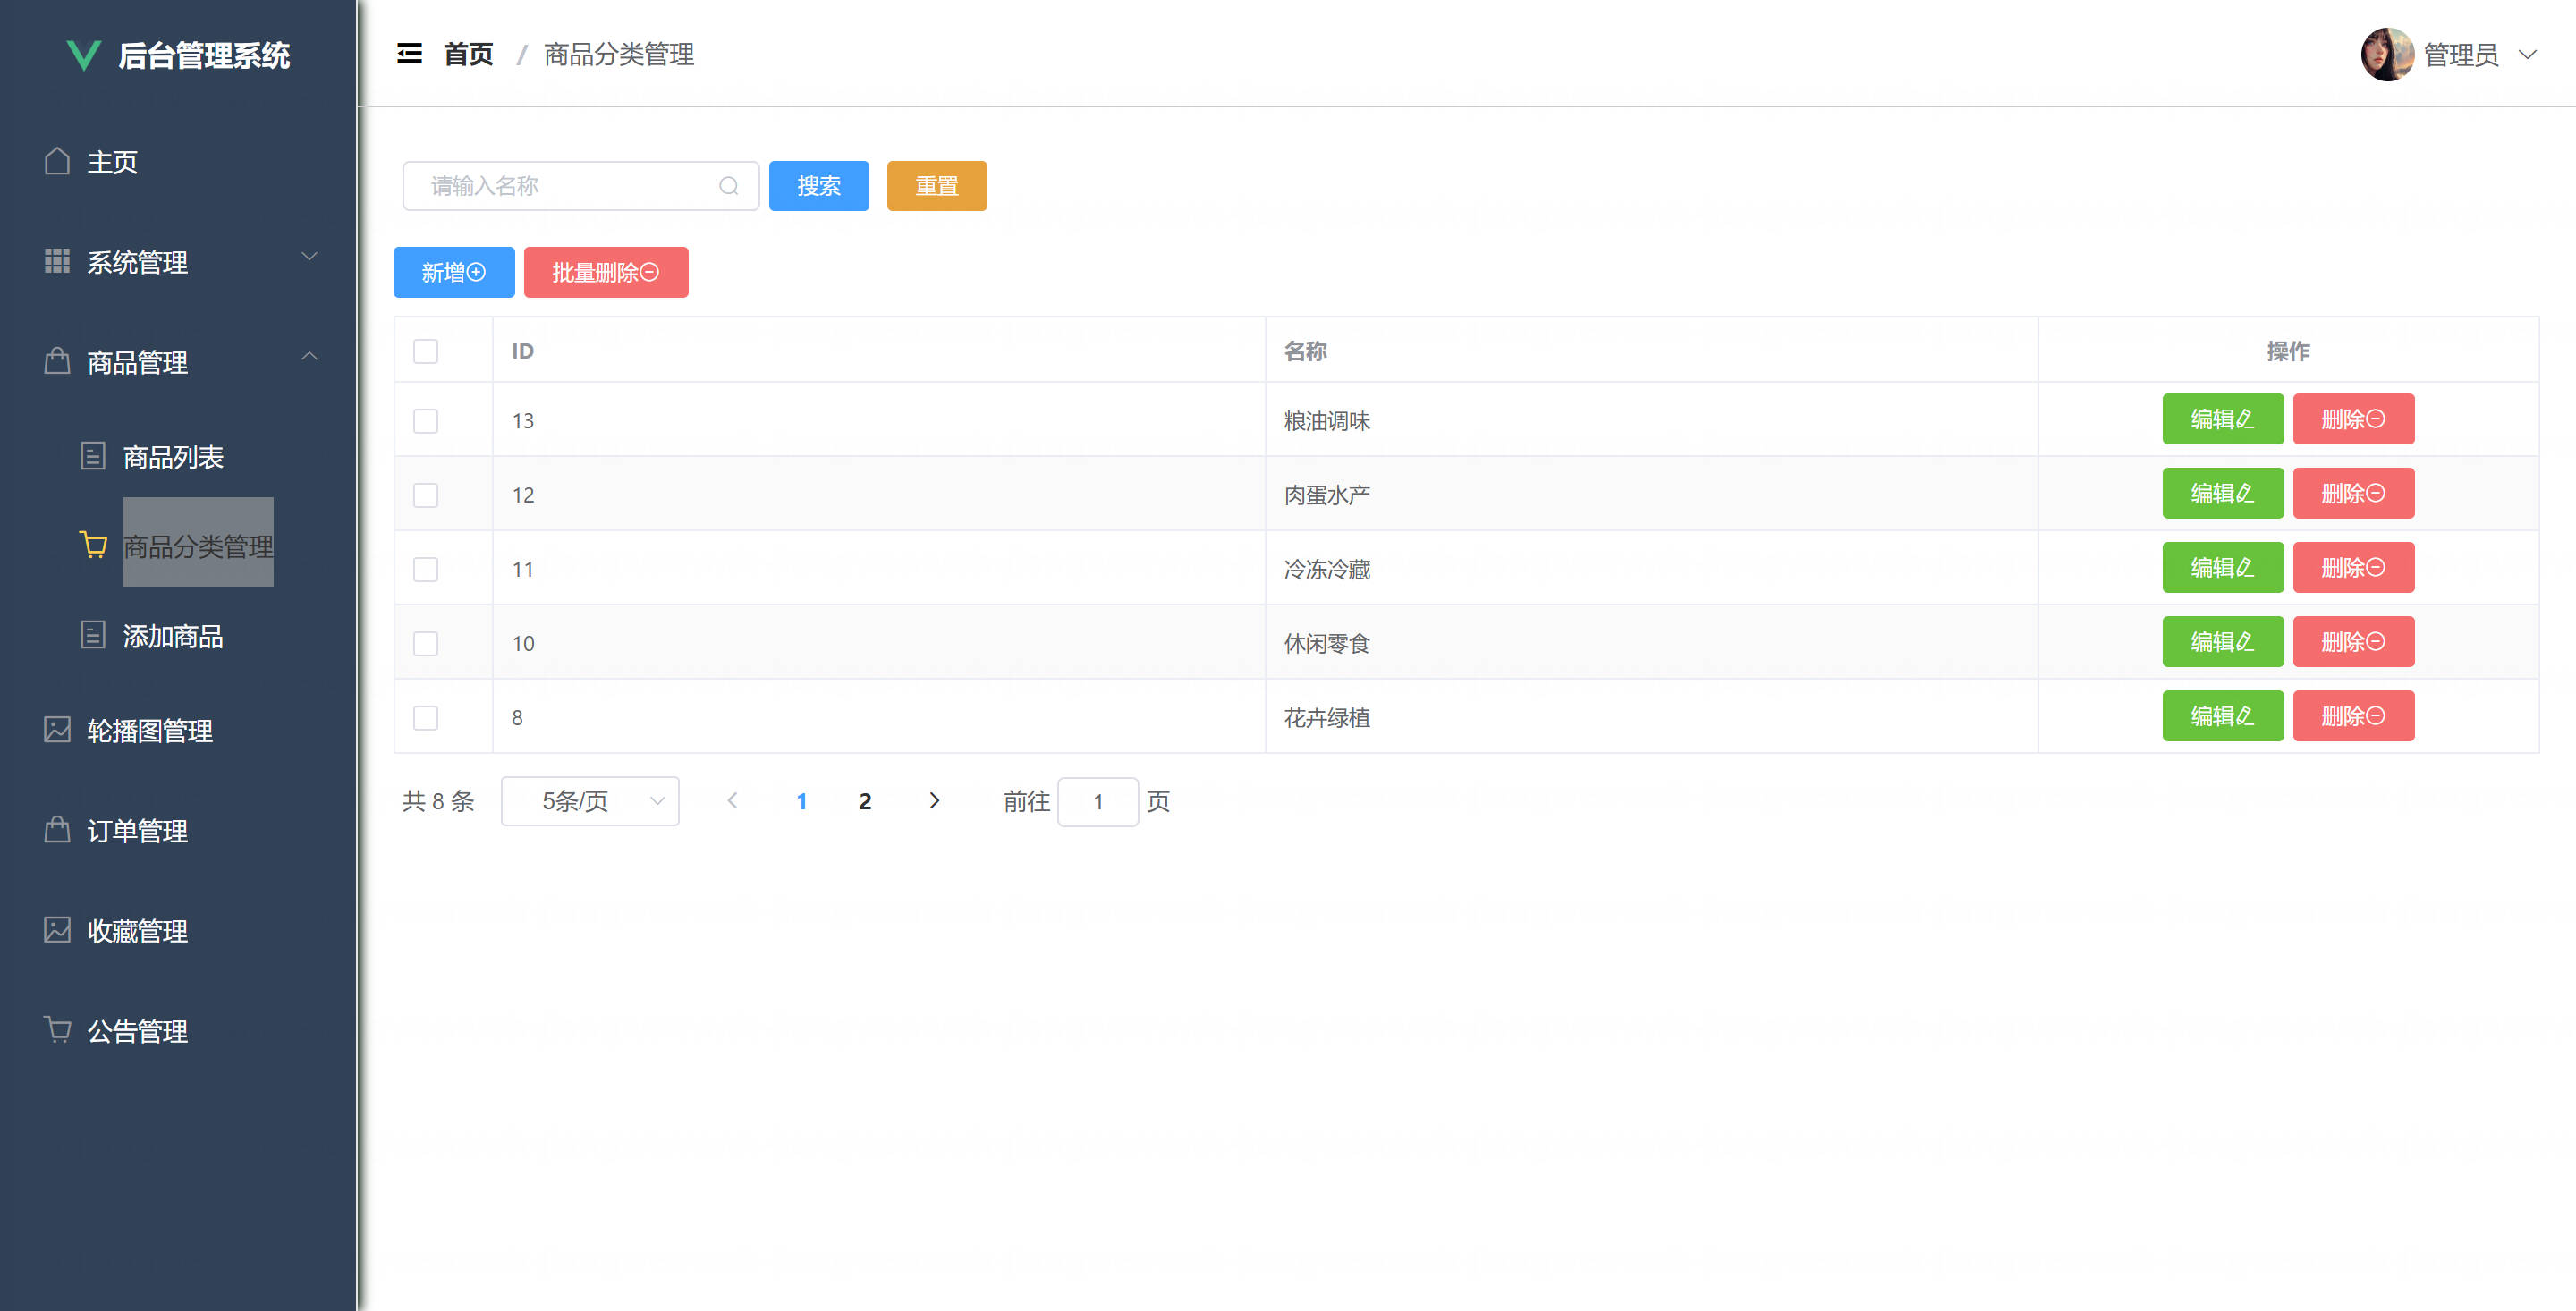 后台管理系统
首页 / 商品分类管理
管理员
主页
系统管理
商品管理
商品列表
商品分类管理
添加商品
轮播图管理
订单管理
收藏管理
公告管理
请输入名称 搜索 重置
新增 批量删除
ID 名称 操作
13 粮油调味 编辑 删除
12 肉蛋水产 编辑 删除
11 冷冻冷藏 编辑 删除
10 休闲零食 编辑 删除
8 花卉绿植 编辑 删除
共 8 条 5条/页 1 2 前往 1 页